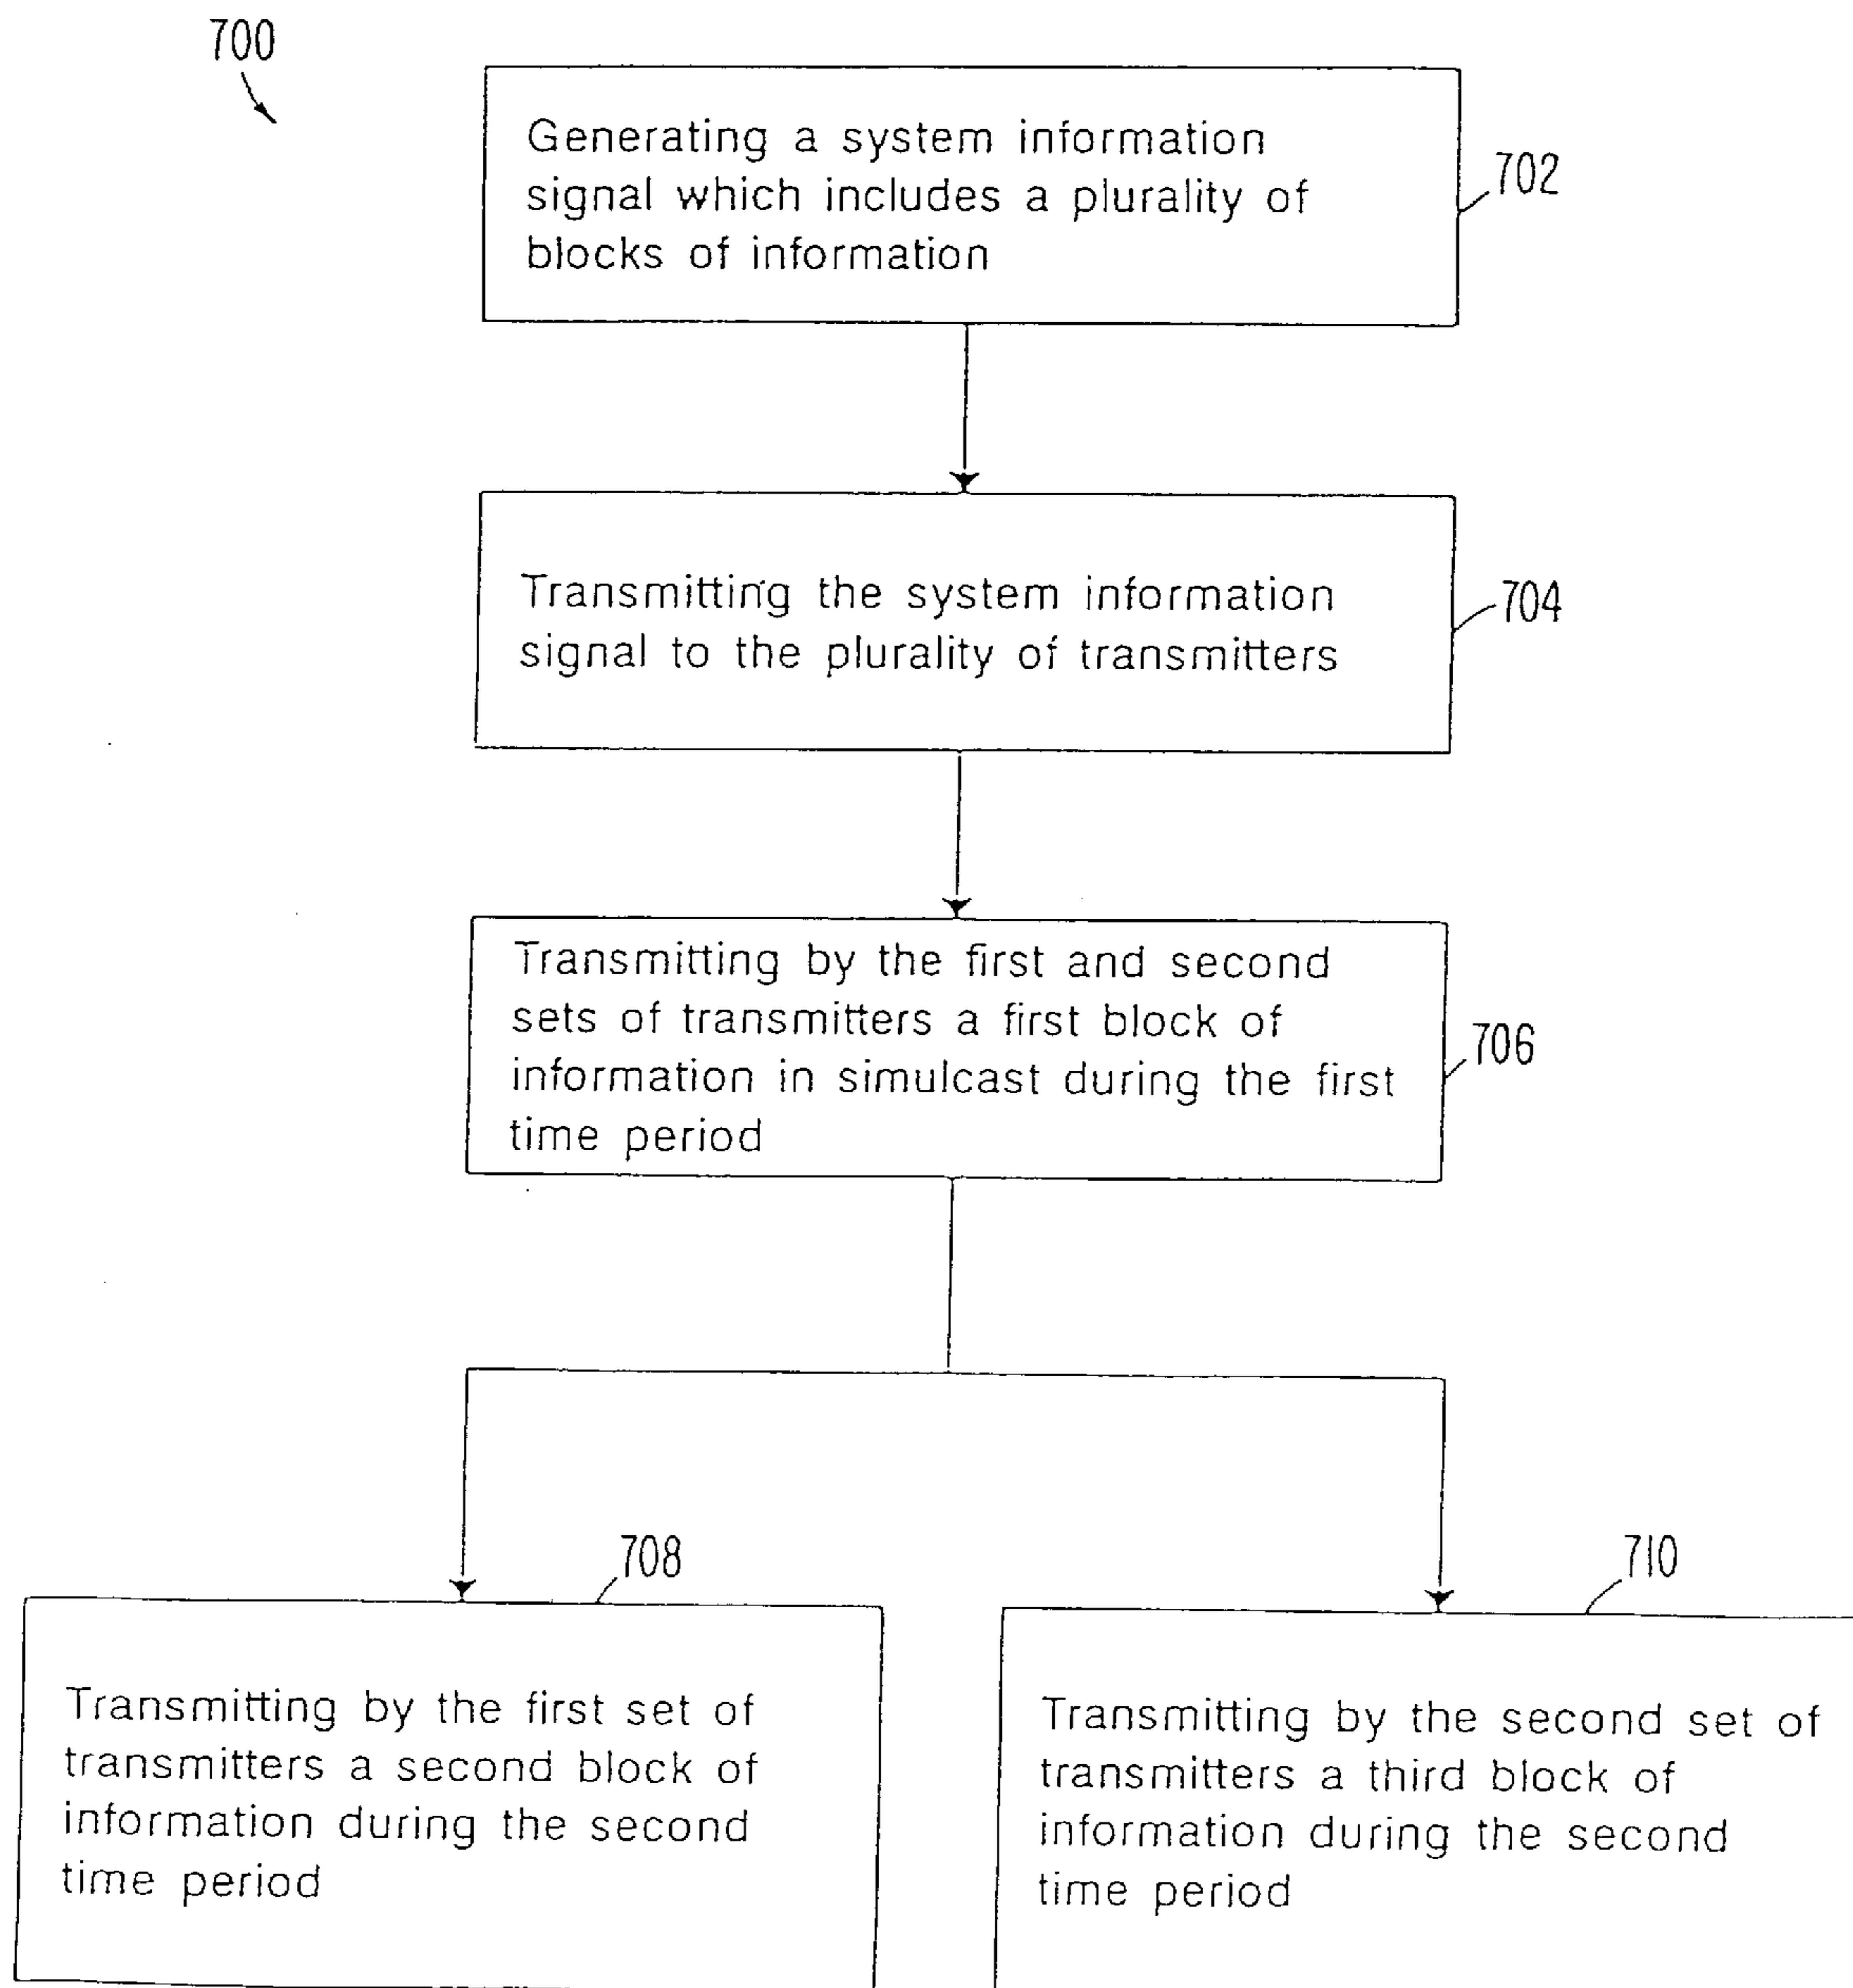 700
Generating a system information
signal which includes a plurality of
blocks of information
702
Transmitting the system information
signal to the plurality of transmitters
704
Transmitting by the first and second
sets of transmitters a first block of
information in simulcast during the first
time period
706
708
Transmitting by the first set of
transmitters a second block of
information during the second
time period
710
Transmitting by the second set of
transmitters a third block of
information during the second
time period